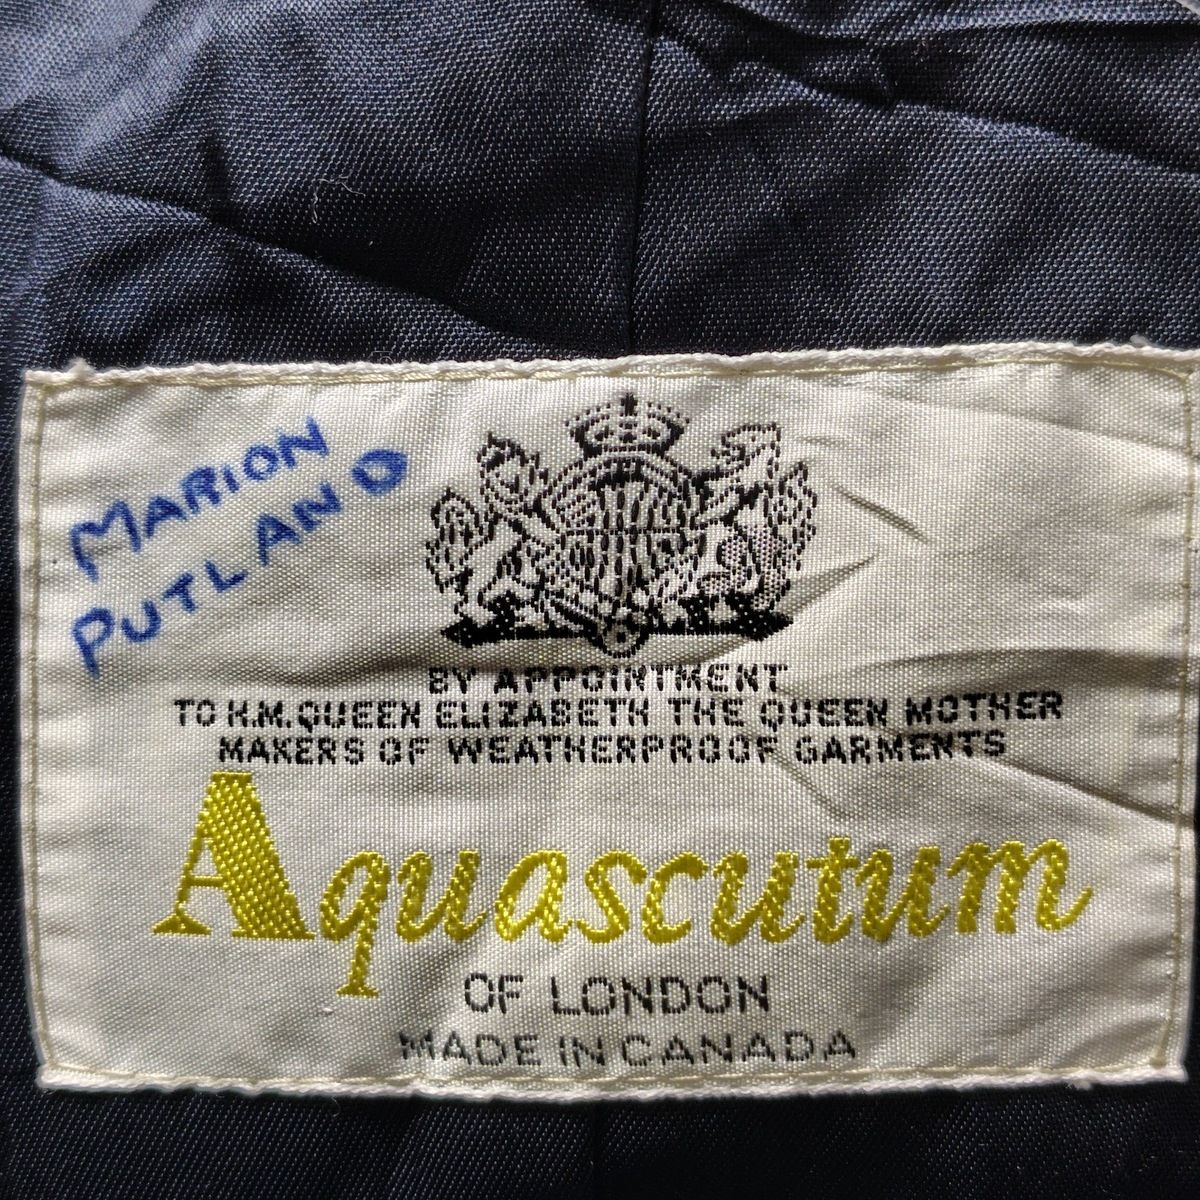 MARION
PUTLAND
BY APPOINTMENT
TO H.M.QUEEN ELIZABETH THE QUEEN MOTHER
MAKERS OF WEATHERPROOF GARMENTS
Aquascutum
OF LONDON
MADE IN CANADA